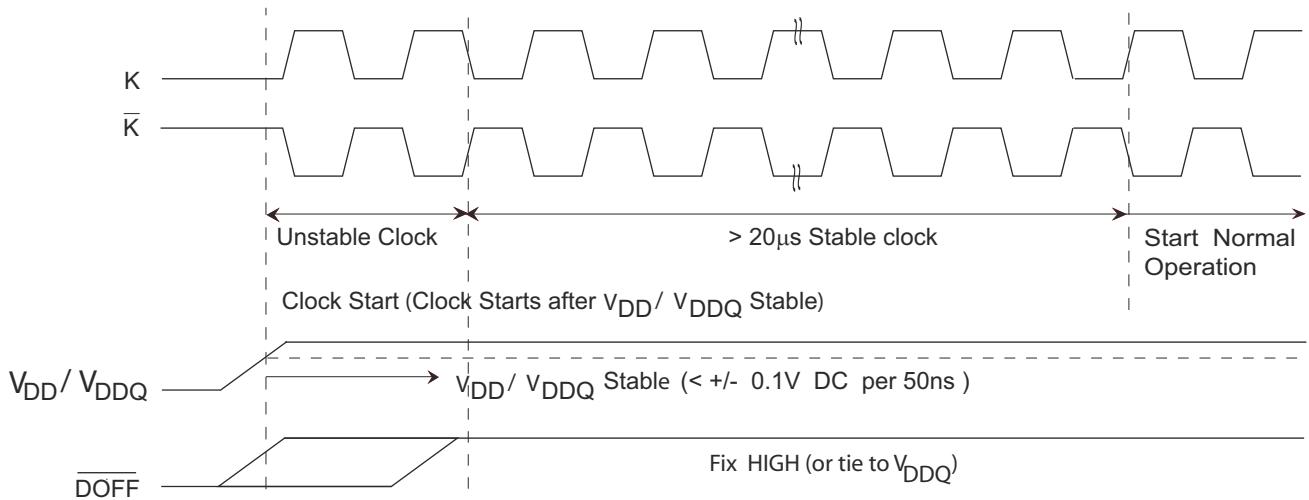 K
K̅
Unstable Clock
> 20μs Stable clock
Start Normal
Operation
Clock Start (Clock Starts after VDD / VDDQ Stable)
VDD / VDDQ
VDD / VDDQ Stable (< +/- 0.1V DC per 50ns )
D̅O̅F̅F̅
Fix HIGH (or tie to VDDQ)